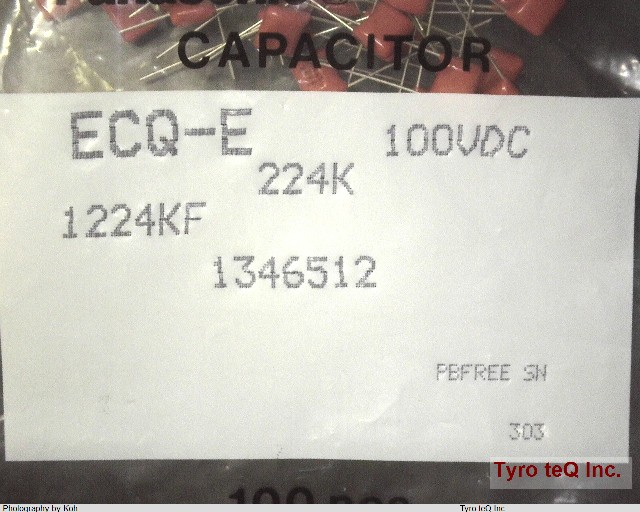 Panasonic
CAPACITOR
ECQ-E 100VDC
224K
1224KF
1346512
PBFREE SN
303
Tyro teQ Inc.
100 pcs
Photography by Koh Tyro teQ Inc